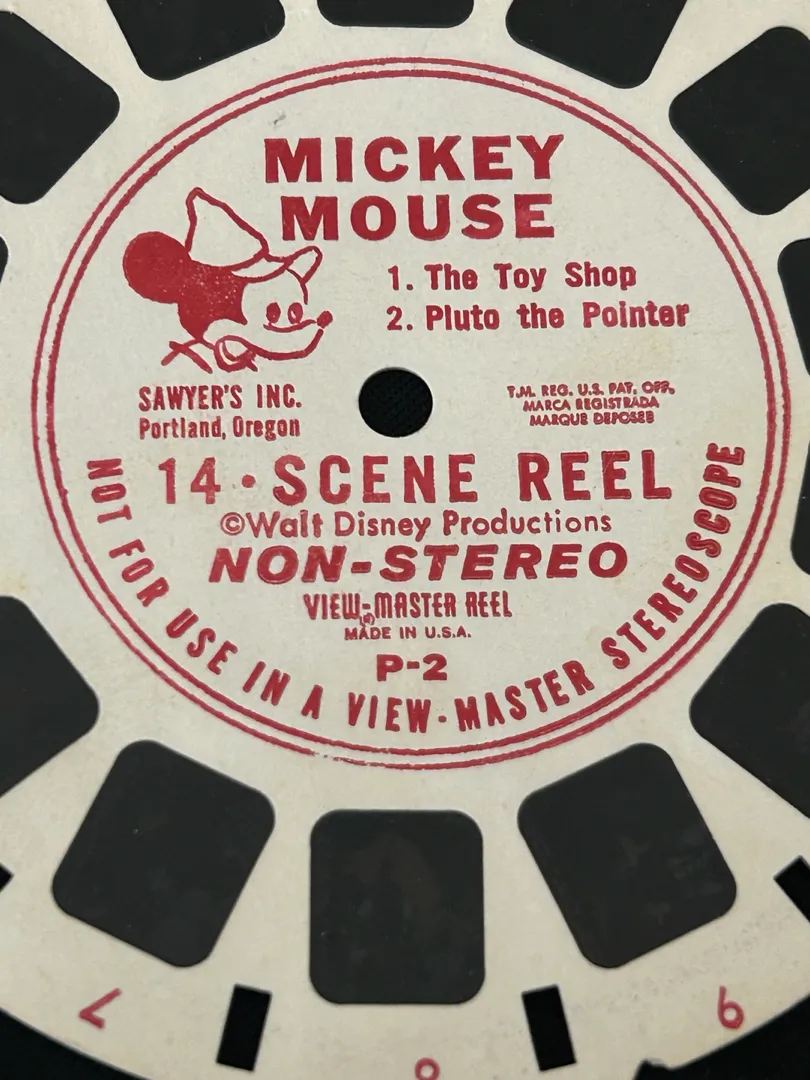 MICKEY
MOUSE
1. The Toy Shop
2. Pluto the Pointer
SAWYER'S INC.
Portland, Oregon
T.M. REG. U.S. PAT. OFF.
MARCA REGISTRADA
MARQUE DEPOSEE
14 · SCENE REEL
©Walt Disney Productions
NON-STEREO
VIEW-MASTER REEL
(R)
MADE IN U.S.A.
P-2
NOT FOR USE IN A VIEW-MASTER STEREOSCOPE
7
9